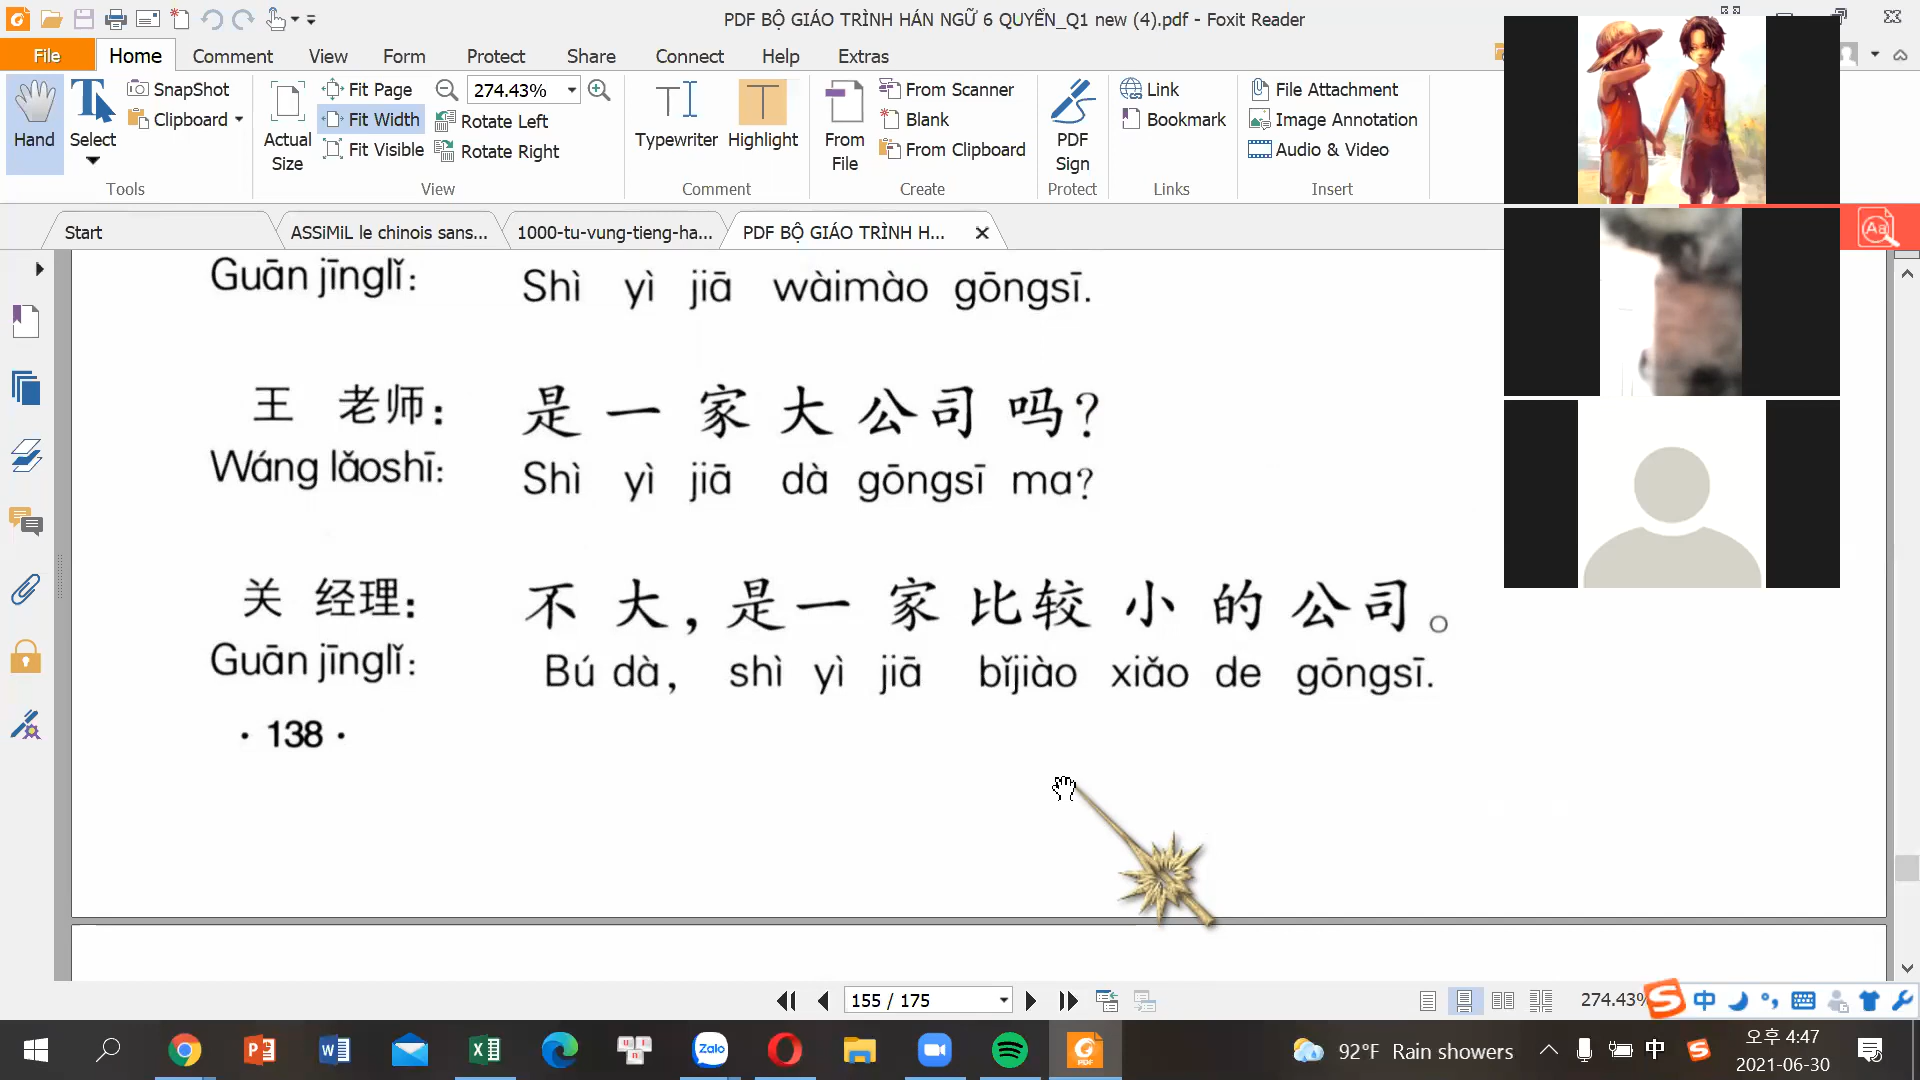 PDF BỘ GIÁO TRÌNH HÁN NGỮ 6 QUYỂN_Q1 new (4).pdf - Foxit Reader
File Home Comment View Form Protect Share Connect Help Extras
Hand
Select
SnapShot
Clipboard
Tools
Actual Size
Fit Page
Fit Width
Fit Visible
274.43%
Rotate Left
Rotate Right
View
Typewriter
Highlight
Comment
From File
From Scanner
Blank
From Clipboard
Create
PDF Sign
Protect
Link
Bookmark
Links
File Attachment
Image Annotation
Audio & Video
Insert
Start
ASSiMiL le chinois sans...
1000-tu-vung-tieng-ha...
PDF BỘ GIÁO TRÌNH H...
Guān jīnglǐ: Shì yì jiā wàimào gōngsī.
王 老师: 是 一 家 大 公司 吗?
Wáng lǎoshī: Shì yì jiā dà gōngsī ma?
关 经理: 不 大, 是 一 家 比较 小 的 公司。
Guān jīnglǐ: Bú dà, shì yì jiā bǐjiào xiǎo de gōngsī.
· 138 ·
155 / 175
274.43%
中
Zalo
92°F Rain showers
中
오후 4:47
2021-06-30